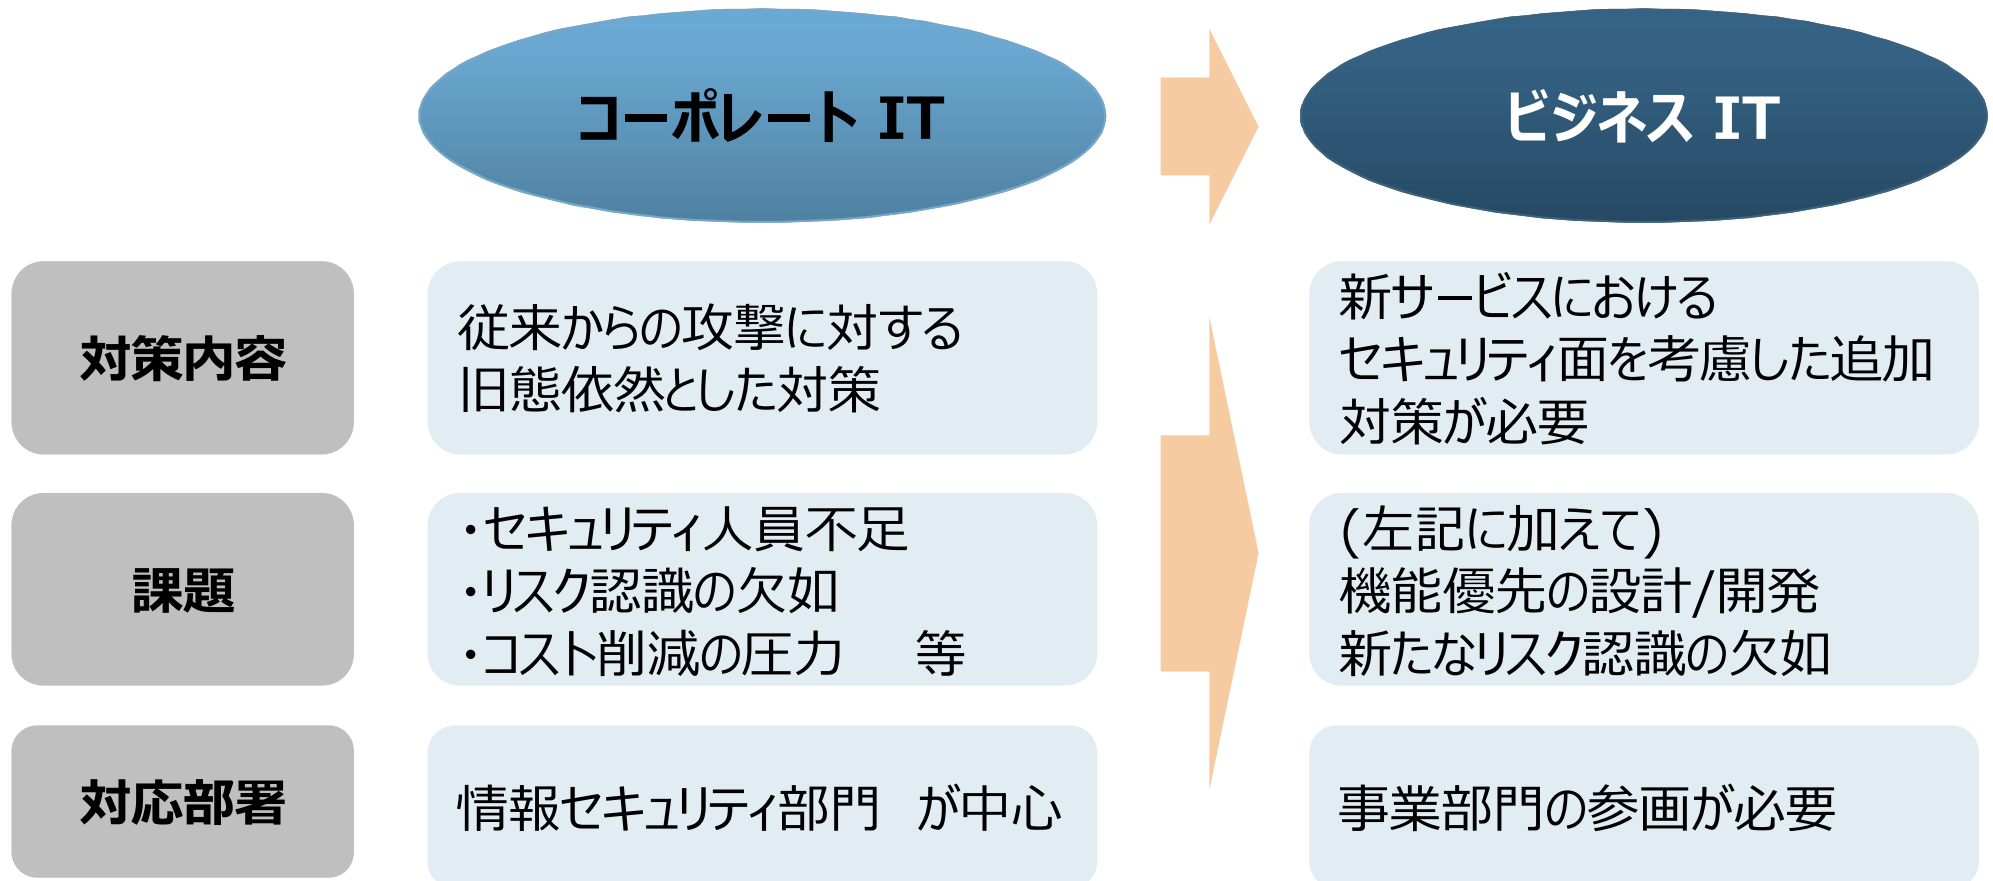 コーポレート IT
ビジネス IT
対策内容
従来からの攻撃に対する
旧態依然とした対策
新サービスにおける
セキュリティ面を考慮した追加
対策が必要
課題
・セキュリティ人員不足
・リスク認識の欠如
・コスト削減の圧力　等
(左記に加えて)
機能優先の設計/開発
新たなリスク認識の欠如
対応部署
情報セキュリティ部門　が中心
事業部門の参画が必要